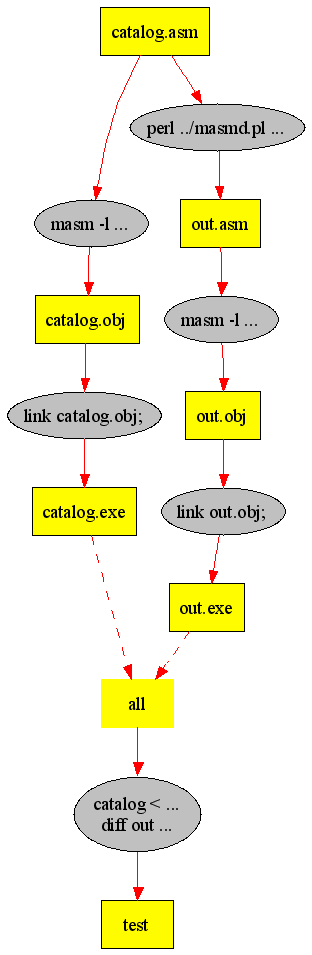 catalog.asm
perl ../masmd.pl ...
masm -l ...
out.asm
catalog.obj
masm -l ...
link catalog.obj;
out.obj
catalog.exe
link out.obj;
out.exe
all
catalog < ...
diff out ...
test